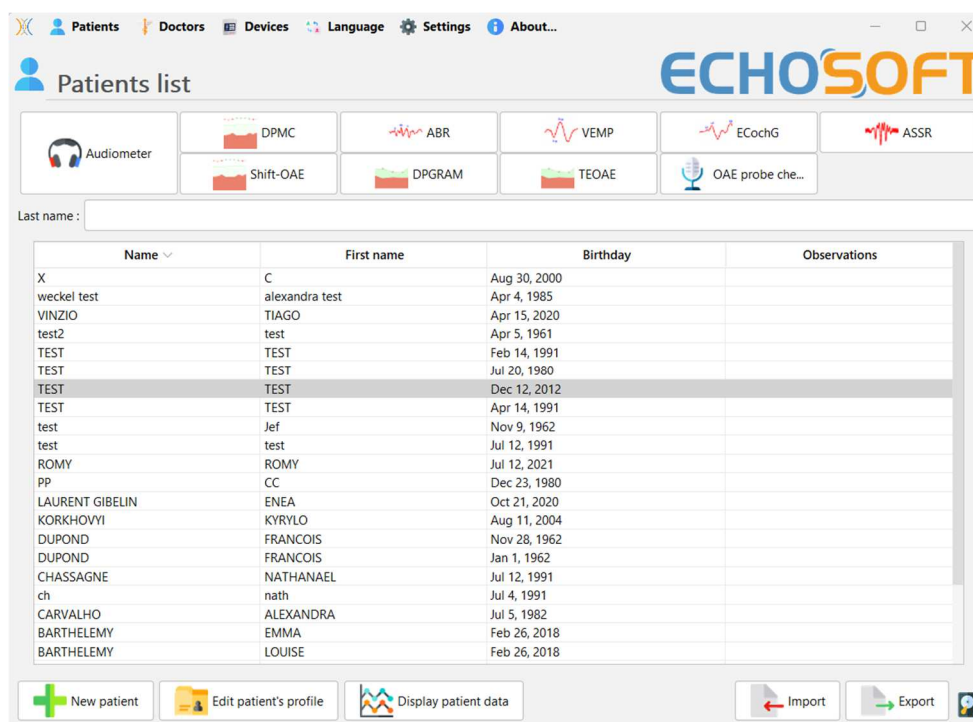 Patients Doctors Devices Language Settings About...
Patients list
ECHOSOFT
Audiometer
DPMC ABR VEMP ECochG ASSR
Shift-OAE DPGRAM TEOAE OAE probe che...
Last name :
Name First name Birthday Observations
X C Aug 30, 2000
weckel test alexandra test Apr 4, 1985
VINZIO TIAGO Apr 15, 2020
test2 test Apr 5, 1961
TEST TEST Feb 14, 1991
TEST TEST Jul 20, 1980
TEST TEST Dec 12, 2012
TEST TEST Apr 14, 1991
test Jef Nov 9, 1962
test test Jul 12, 1991
ROMY ROMY Jul 12, 2021
PP CC Dec 23, 1980
LAURENT GIBELIN ENEA Oct 21, 2020
KORKHOVYI KYRYLO Aug 11, 2004
DUPOND FRANCOIS Nov 28, 1962
DUPOND FRANCOIS Jan 1, 1962
CHASSAGNE NATHANAEL Jul 12, 1991
ch nath Jul 4, 1991
CARVALHO ALEXANDRA Jul 5, 1982
BARTHELEMY EMMA Feb 26, 2018
BARTHELEMY LOUISE Feb 26, 2018
New patient Edit patient's profile Display patient data Import Export